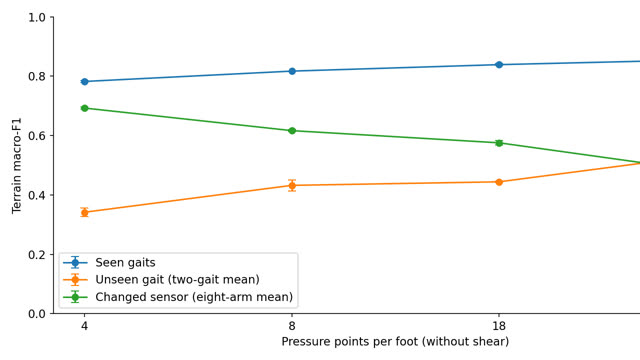 1.0
0.8
0.6
0.4
0.2
0.0
Terrain macro-F1
Seen gaits
Unseen gait (two-gait mean)
Changed sensor (eight-arm mean)
4 8 18
Pressure points per foot (without shear)